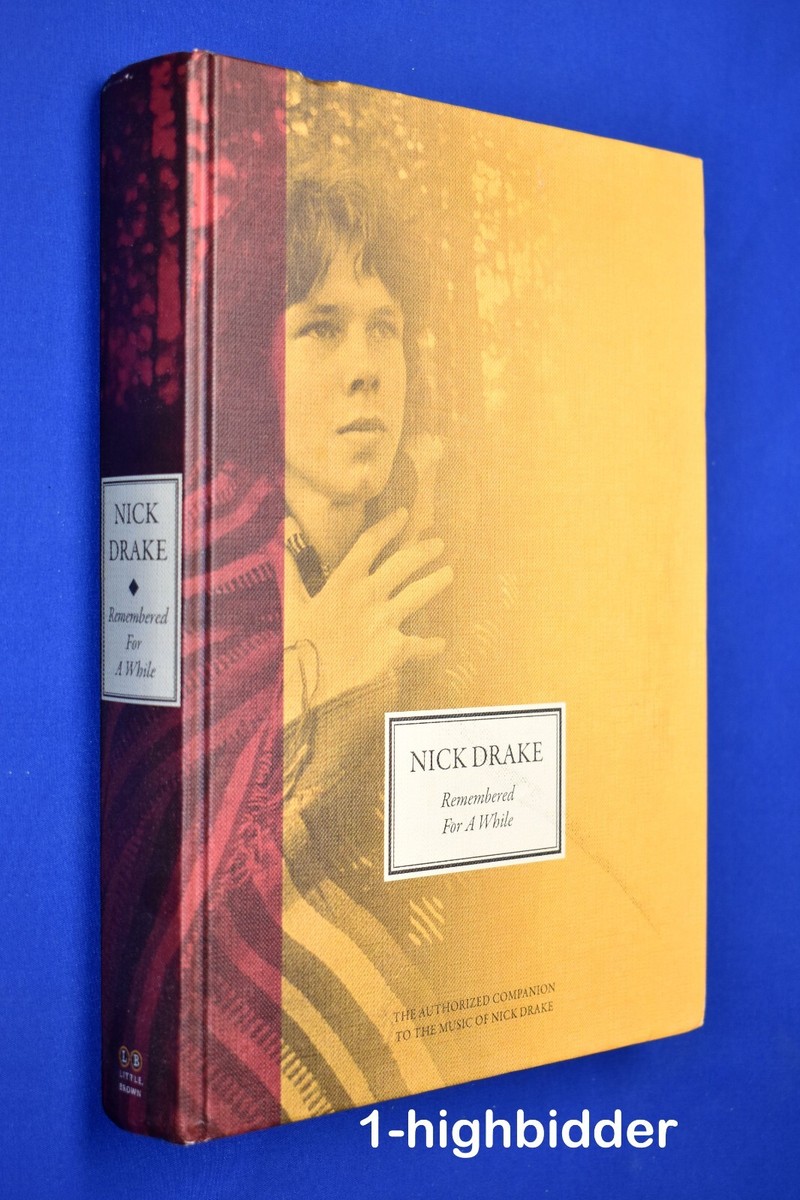 NICK
DRAKE
Remembered
For
A While
L B
LITTLE,
BROWN
NICK DRAKE
Remembered
For A While
THE AUTHORIZED COMPANION
TO THE MUSIC OF NICK DRAKE
1-highbidder